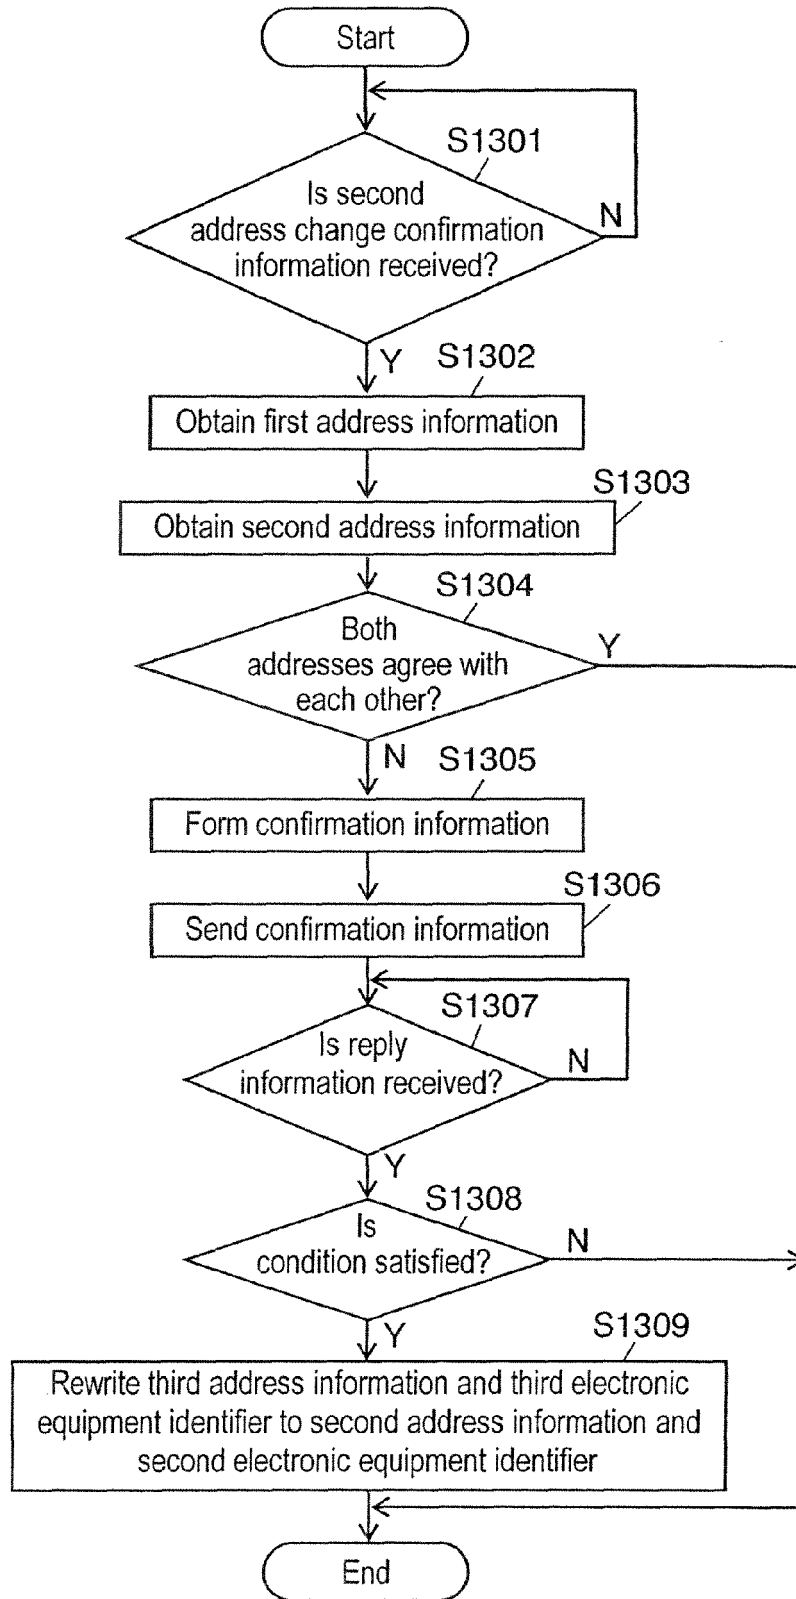 Start
S1301
Is second
address change confirmation
information received?
N
Y
S1302
Obtain first address information
S1303
Obtain second address information
S1304
Both
addresses agree with
each other?
Y
N
S1305
Form confirmation information
S1306
Send confirmation information
S1307
Is reply
information received?
N
Y
S1308
Is
condition satisfied?
N
Y
S1309
Rewrite third address information and third electronic
equipment identifier to second address information and
second electronic equipment identifier
End